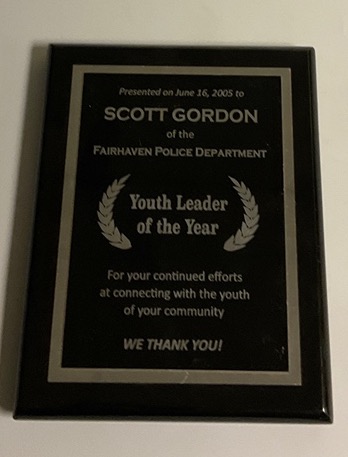 Presented on June 16, 2005 to
SCOTT GORDON
of the
FAIRHAVEN POLICE DEPARTMENT
Youth Leader
of the Year
For your continued efforts
at connecting with the youth
of your community
WE THANK YOU!